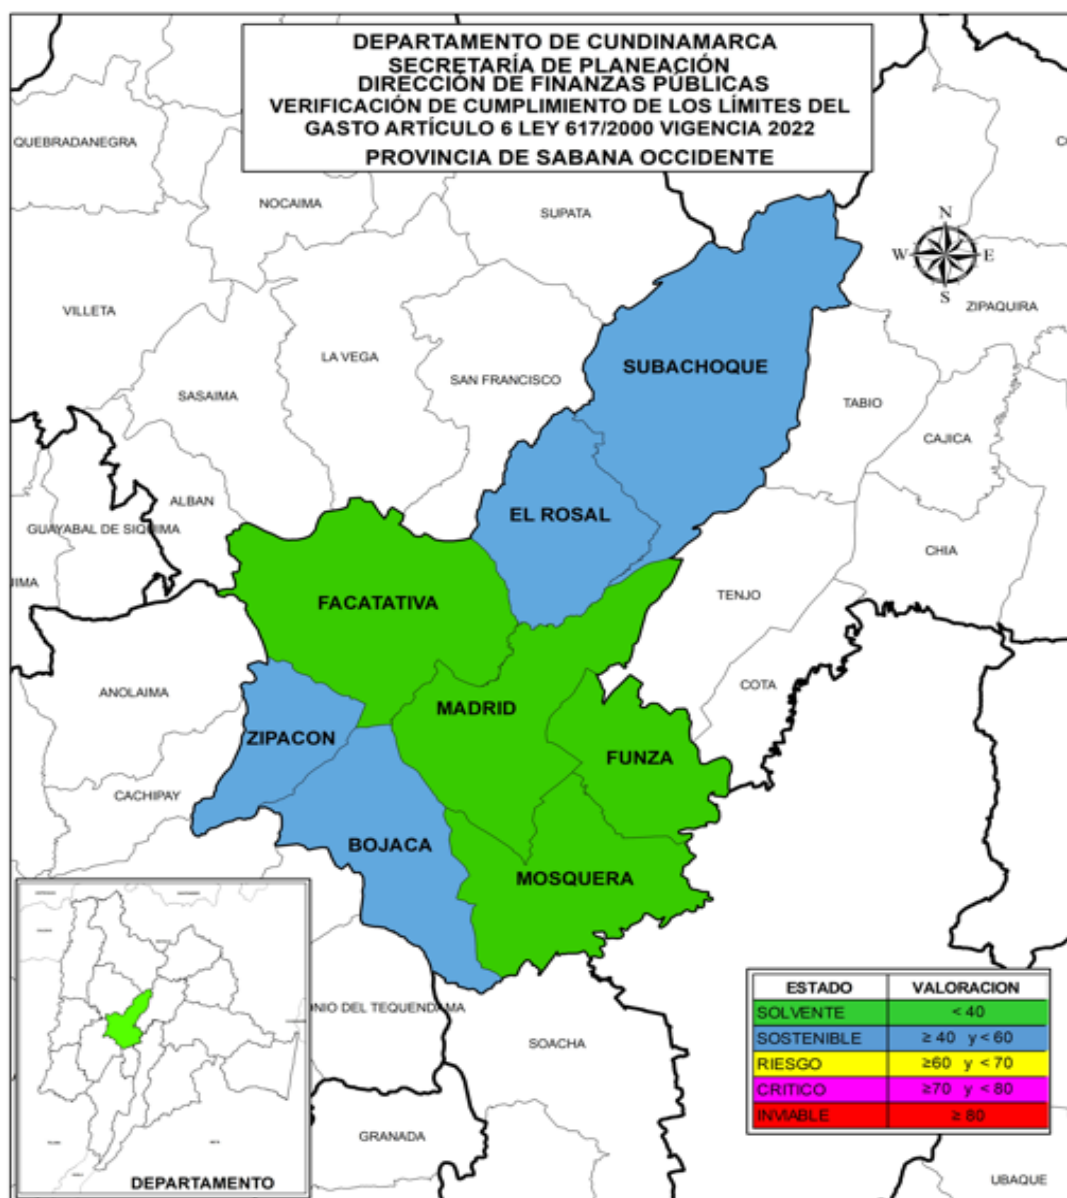 DEPARTAMENTO DE CUNDINAMARCA
SECRETARÍA DE PLANEACIÓN
DIRECCIÓN DE FINANZAS PÚBLICAS
VERIFICACIÓN DE CUMPLIMIENTO DE LOS LÍMITES DEL
GASTO ARTÍCULO 6 LEY 617/2000 VIGENCIA 2022
PROVINCIA DE SABANA OCCIDENTE
QUEBRADANEGRA
NOCAIMA
SUPATA
N
W
E
S
VILLETA
ZIPAQUIRA
LA VEGA
SUBACHOQUE
SAN FRANCISCO
SASAIMA
TABIO
CAJICA
ALBAN
EL ROSAL
GUAYABAL DE SIQUIMA
CHIA
IMA
FACATATIVA
TENJO
ANOLAIMA
COTA
MADRID
ZIPACON
FUNZA
CACHIPAY
BOJACA
MOSQUERA
NIO DEL TEQUENDAMA
SOACHA
GRANADA
UBAQUE
DEPARTAMENTO
ESTADO VALORACION
SOLVENTE < 40
SOSTENIBLE ≥ 40 y < 60
RIESGO ≥60 y < 70
CRITICO ≥70 y < 80
INVIABLE ≥ 80